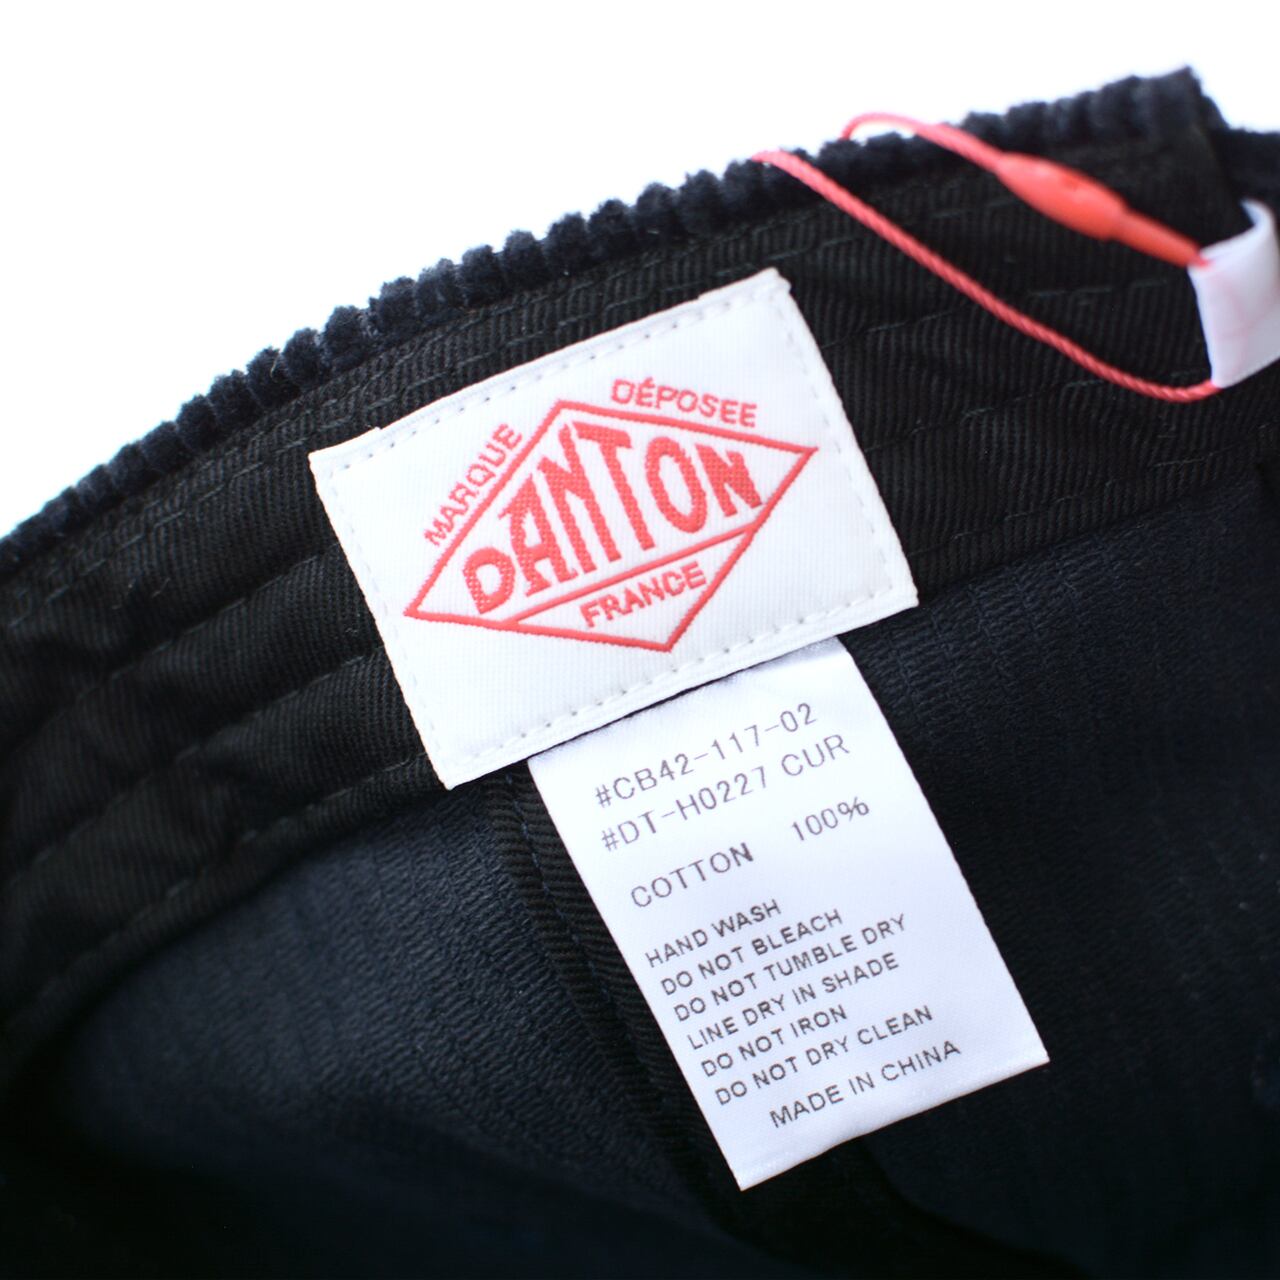 MARQUE DÉPOSEE
DANTON
FRANCE
#CB42-117-02
#DT-H0227 CUR
COTTON 100%
HAND WASH
DO NOT BLEACH
DO NOT TUMBLE DRY
LINE DRY IN SHADE
DO NOT IRON
DO NOT DRY CLEAN
MADE IN CHINA